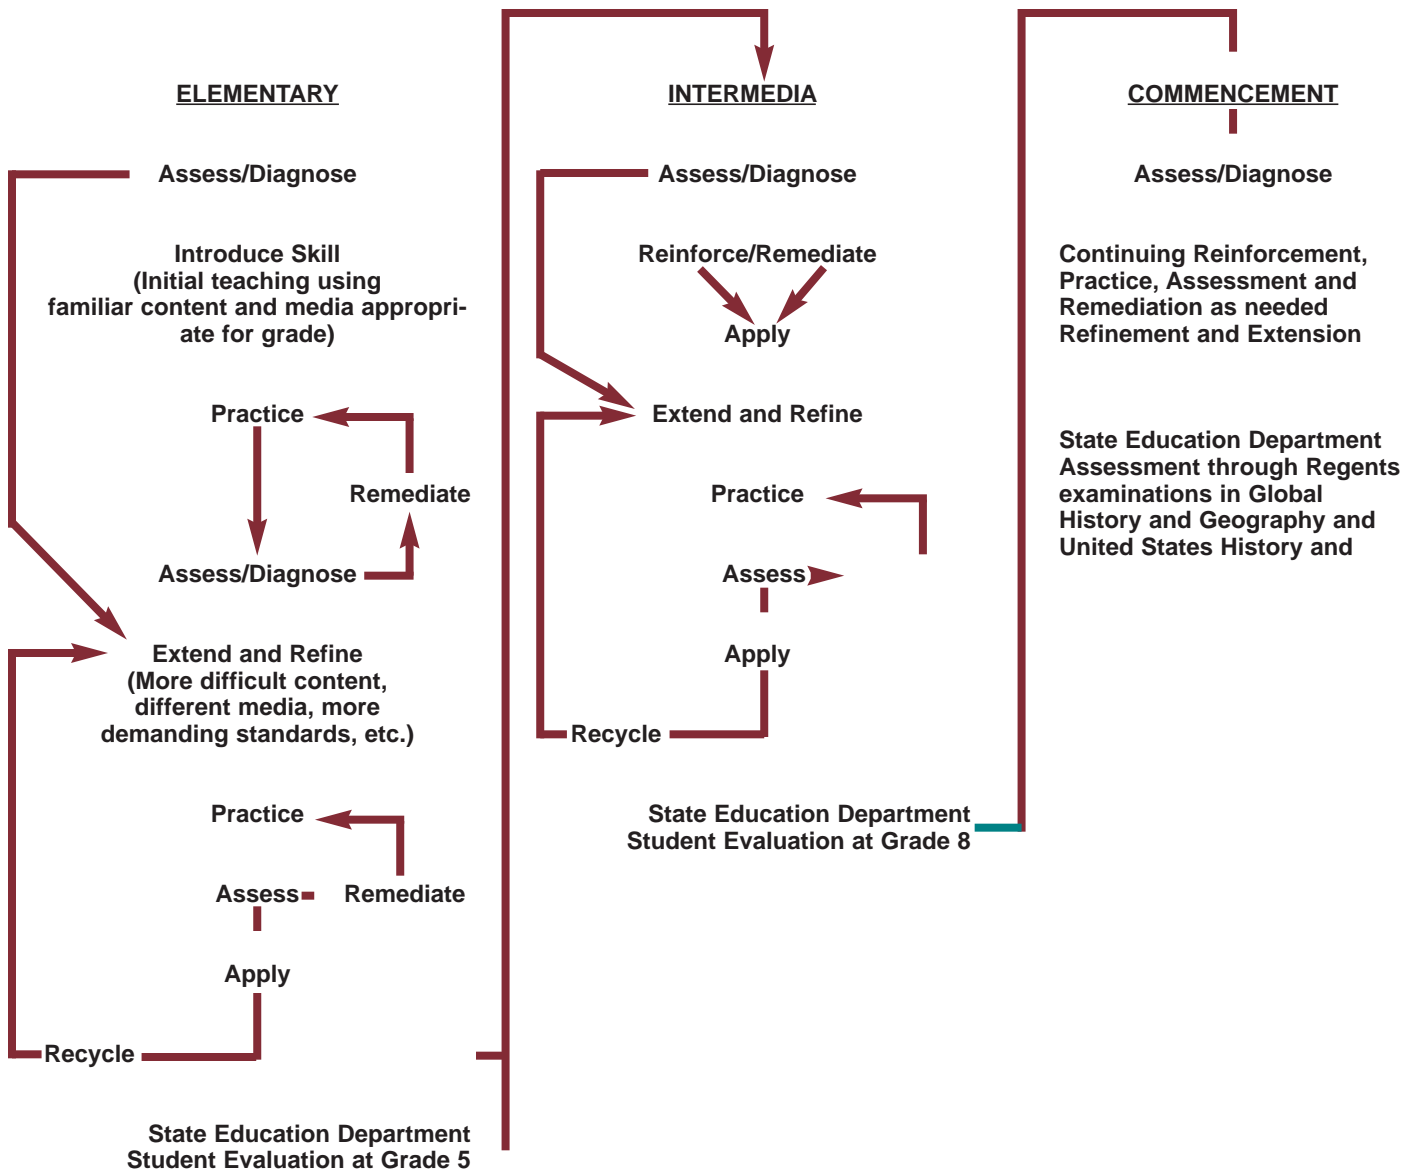 ELEMENTARY
Assess/Diagnose
Introduce Skill
(Initial teaching using
familiar content and media appropri-
ate for grade)
Practice
Remediate
Assess/Diagnose
Extend and Refine
(More difficult content,
different media, more
demanding standards, etc.)
Practice
Assess
Remediate
Apply
Recycle
State Education Department
Student Evaluation at Grade 5
INTERMEDIA
Assess/Diagnose
Reinforce/Remediate
Apply
Extend and Refine
Practice
Assess
Apply
Recycle
State Education Department
Student Evaluation at Grade 8
COMMENCEMENT
Assess/Diagnose
Continuing Reinforcement,
Practice, Assessment and
Remediation as needed
Refinement and Extension
State Education Department
Assessment through Regents
examinations in Global
History and Geography and
United States History and